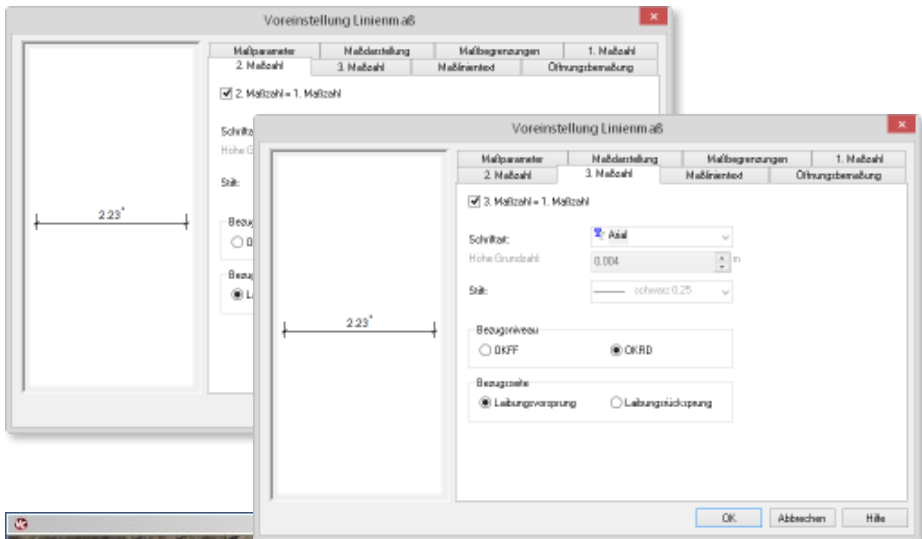 Voreinstellung Linienmaß
Maßparameter Maßdarstellung Maßbegrenzungen 1. Maßzahl
2. Maßzahl 3. Maßzahl Maßlinientext Öffnungsbemaßung
2. Maßzahl = 1. Maßzahl
Stift:
2.23*
Voreinstellung Linienmaß
Maßparameter Maßdarstellung Maßbegrenzungen 1. Maßzahl
2. Maßzahl 3. Maßzahl Maßlinientext Öffnungsbemaßung
3. Maßzahl = 1. Maßzahl
Schriftart: Arial
Höhe Grundzahl: 0.004 m
Stift: schwarz 0,25
2.23*
Bezugsniveau
OKFF OKRD
Bezugsseite
Laibungsvorsprung Laibungsrücksprung
OK Abbrechen Hilfe